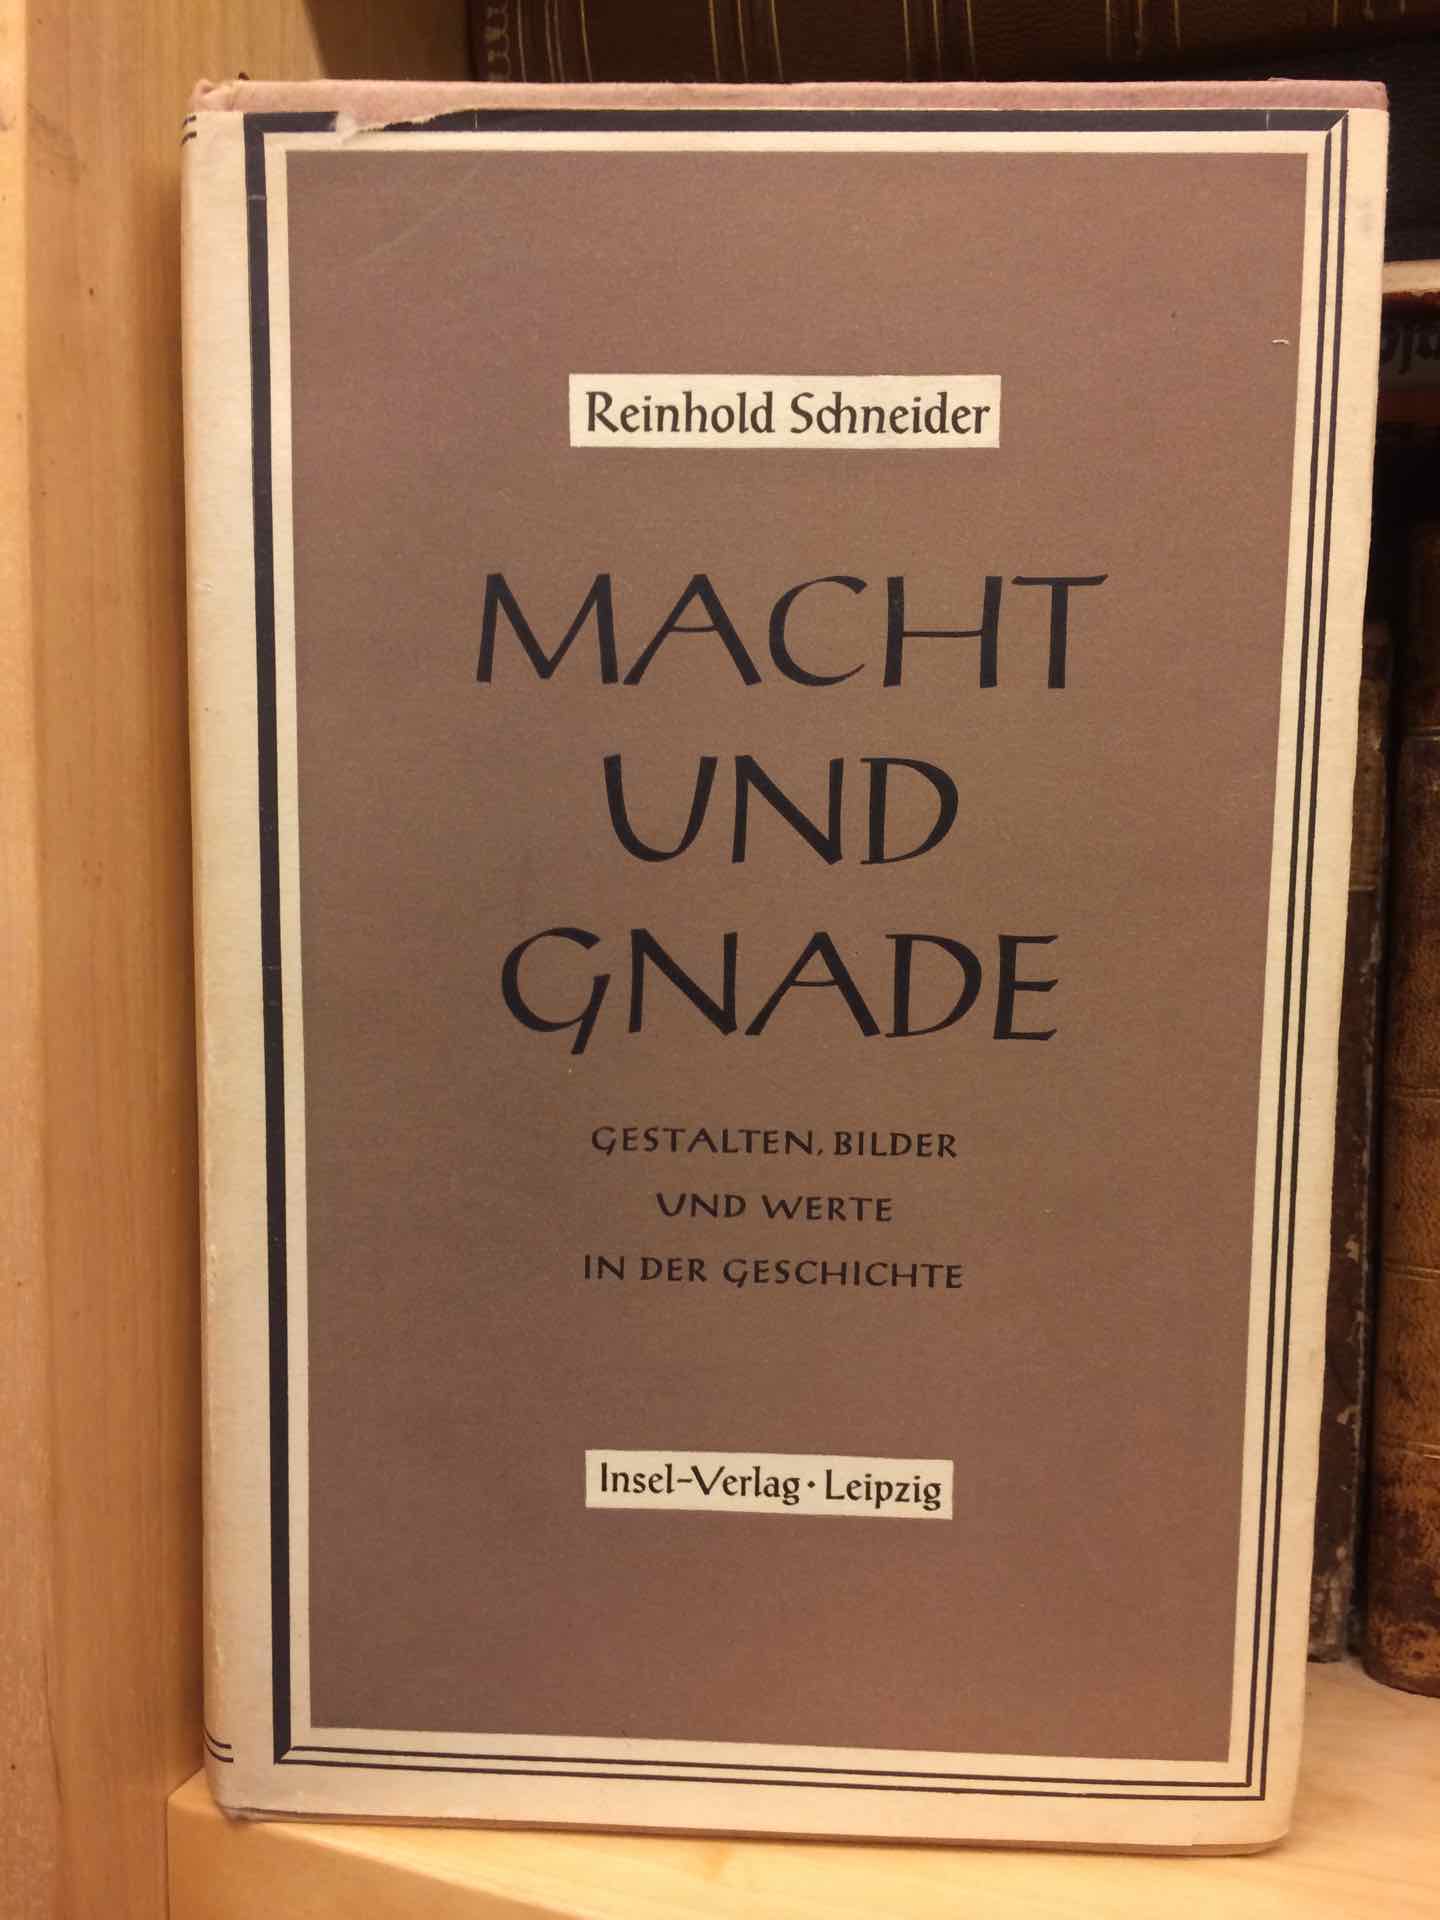 Reinhold Schneider
MACHT
UND
GNADE
GESTALTEN, BILDER
UND WERTE
IN DER GESCHICHTE
Insel-Verlag · Leipzig